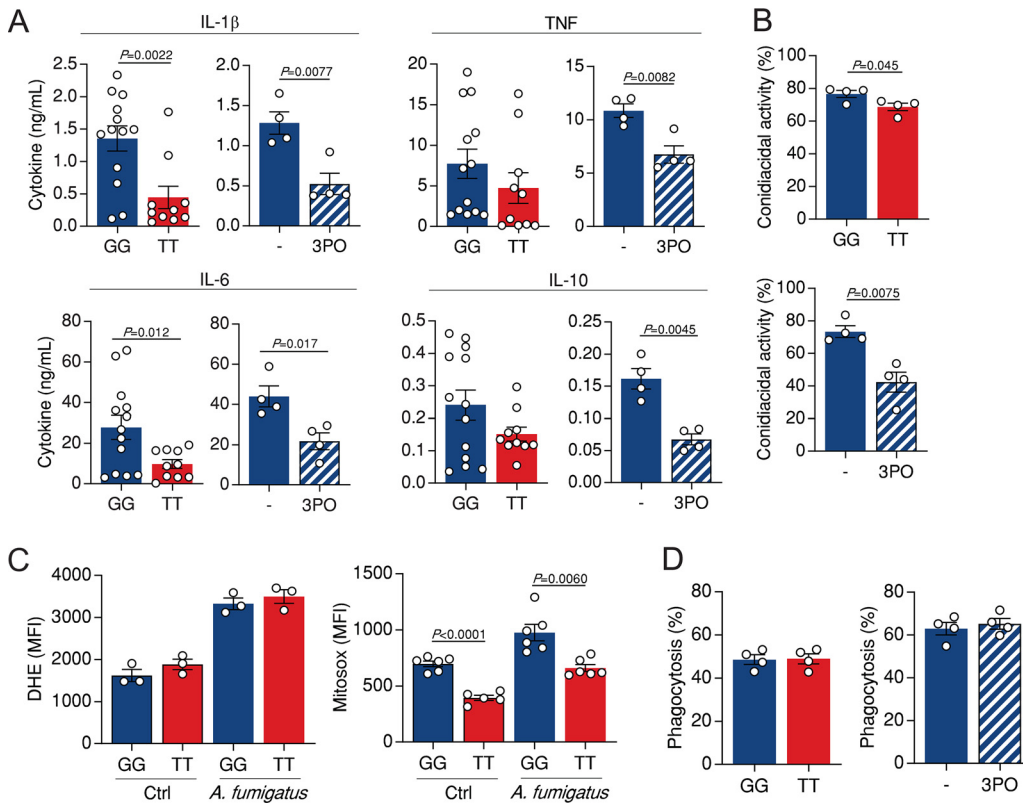 A
IL-1β
TNF
B
P=0.0022
P=0.0077
P=0.0082
P=0.045
Cytokine (ng/mL)
2.5
2.0
1.5
1.0
0.5
0.0
GG
TT
2.0
1.5
1.0
0.5
0.0
-
3PO
20
15
10
5
0
GG
TT
15
10
5
0
-
3PO
Conidiacidal activity (%)
100
80
60
40
20
0
GG
TT
IL-6
IL-10
P=0.012
P=0.017
P=0.0045
P=0.0075
Cytokine (ng/mL)
80
60
40
20
0
GG
TT
80
60
40
20
0
-
3PO
0.5
0.4
0.3
0.2
0.1
0.0
GG
TT
0.25
0.20
0.15
0.10
0.05
0.00
-
3PO
Conidiacidal activity (%)
100
80
60
40
20
0
-
3PO
C
DHE (MFI)
4000
3000
2000
1000
0
GG
TT
GG
TT
Ctrl
A. fumigatus
Mitosox (MFI)
1500
1000
500
0
P<0.0001
P=0.0060
GG
TT
GG
TT
Ctrl
A. fumigatus
D
Phagocytosis (%)
80
60
40
20
0
GG
TT
Phagocytosis (%)
80
60
40
20
0
-
3PO